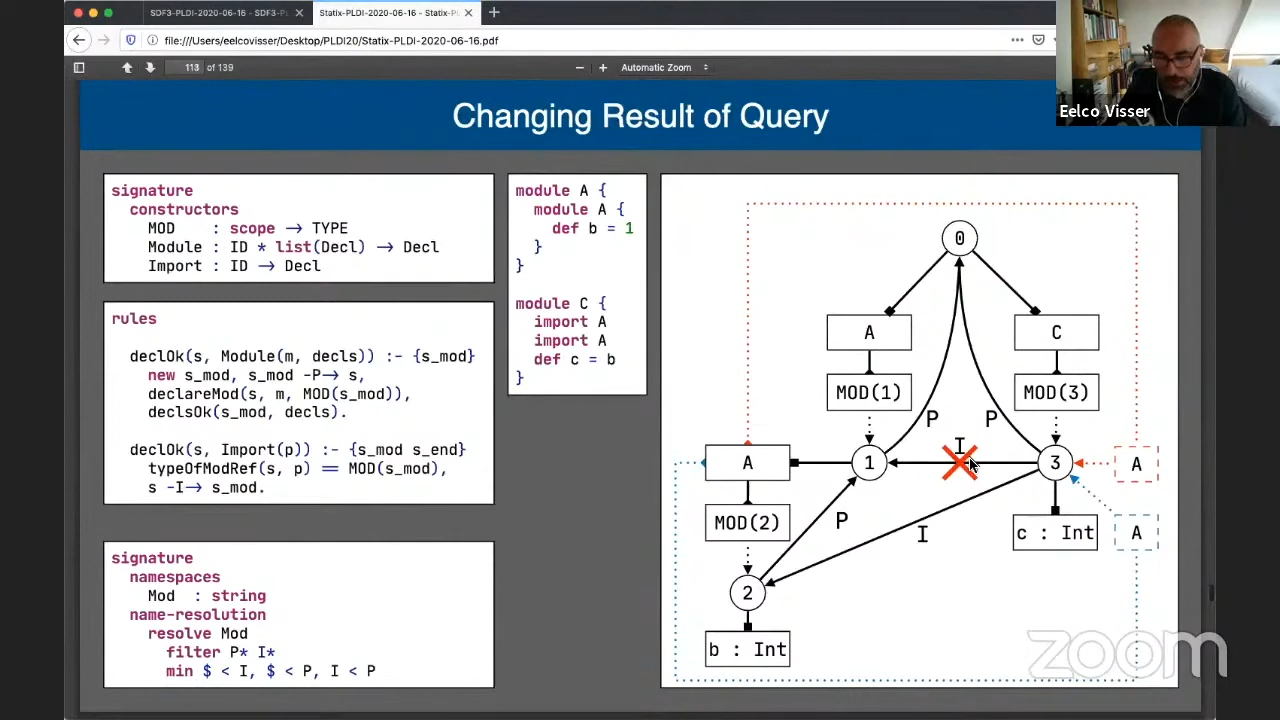 SDF3-PLDI-2020-06-16 - SDF3-P
Statix-PLDI-2020-06-16 - Statix-PL
file:///Users/eelcovisser/Desktop/PLDI20/Statix-PLDI-2020-06-16.pdf
113 of 139
Automatic Zoom
Eelco Visser
Changing Result of Query
signature
constructors
MOD : scope → TYPE
Module : ID * list(Decl) → Decl
Import : ID → Decl
rules
declOk(s, Module(m, decls)) :- {s_mod}
new s_mod, s_mod -P→ s,
declareMod(s, m, MOD(s_mod)),
declsOk(s_mod, decls).
declOk(s, Import(p)) :- {s_mod s_end}
typeOfModRef(s, p) == MOD(s_mod),
s -I→ s_mod.
signature
namespaces
Mod : string
name-resolution
resolve Mod
filter P* I*
min $ < I, $ < P, I < P
module A {
module A {
def b = 1
}
}
module C {
import A
import A
def c = b
}
0
A
C
MOD(1)
MOD(3)
P
P
I
A
1
3
A
MOD(2)
P
I
c : Int
A
2
b : Int
zoom